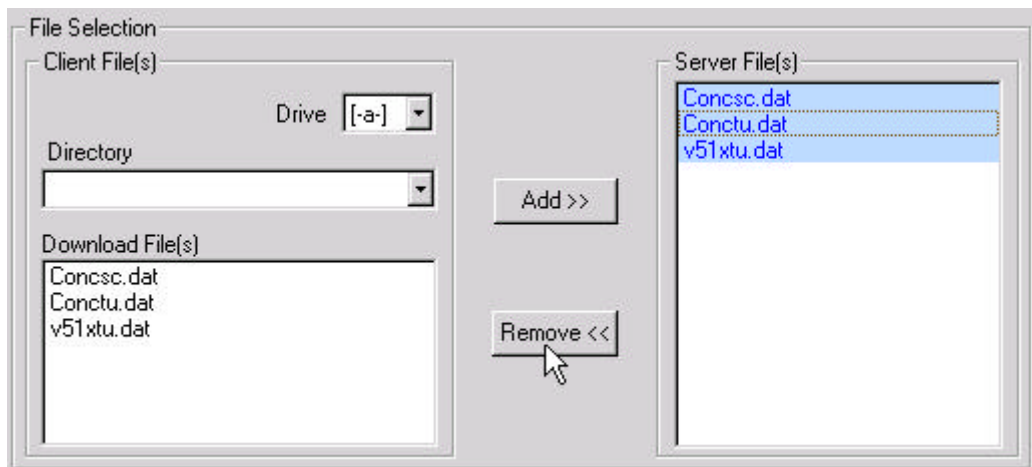 File Selection
Client File(s)
Drive [-a-]
Directory
Download File(s)
Concsc.dat
Conctu.dat
v51xtu.dat
Add >>
Remove <<
Server File(s)
Concsc.dat
Conctu.dat
v51xtu.dat